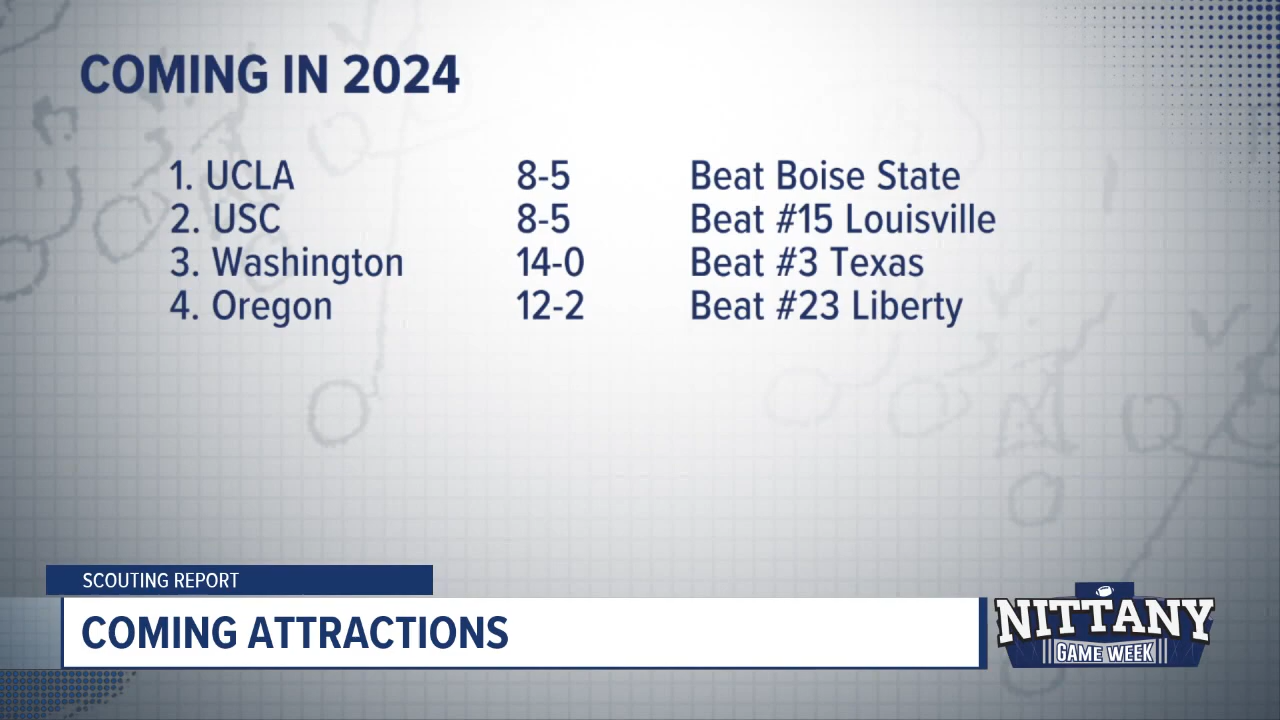 COMING IN 2024
1. UCLA 8-5 Beat Boise State
2. USC 8-5 Beat #15 Louisville
3. Washington 14-0 Beat #3 Texas
4. Oregon 12-2 Beat #23 Liberty
SCOUTING REPORT
COMING ATTRACTIONS
NITTANY
GAME WEEK